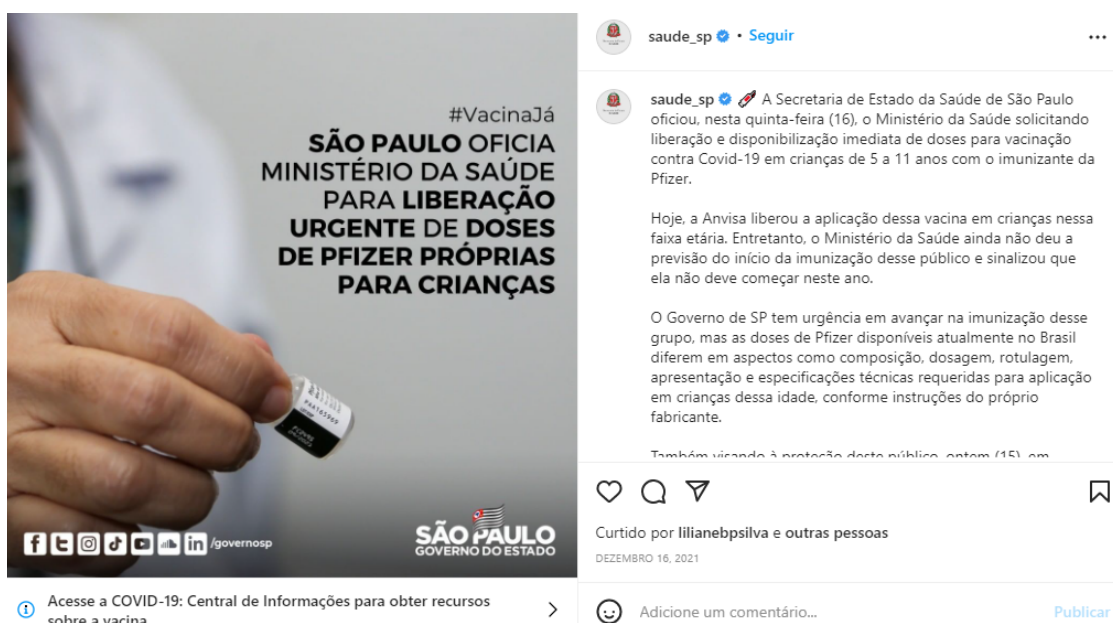 #VacinaJá
SÃO PAULO OFICIA
MINISTÉRIO DA SAÚDE
PARA LIBERAÇÃO
URGENTE DE DOSES
DE PFIZER PRÓPRIAS
PARA CRIANÇAS
/governosp
SÃO PAULO
GOVERNO DO ESTADO
Acesse a COVID-19: Central de Informações para obter recursos
sobre a vacina
saude_sp • Seguir
saude_sp A Secretaria de Estado da Saúde de São Paulo
oficiou, nesta quinta-feira (16), o Ministério da Saúde solicitando
liberação e disponibilização imediata de doses para vacinação
contra Covid-19 em crianças de 5 a 11 anos com o imunizante da
Pfizer.
Hoje, a Anvisa liberou a aplicação dessa vacina em crianças nessa
faixa etária. Entretanto, o Ministério da Saúde ainda não deu a
previsão do início da imunização desse público e sinalizou que
ela não deve começar neste ano.
O Governo de SP tem urgência em avançar na imunização desse
grupo, mas as doses de Pfizer disponíveis atualmente no Brasil
diferem em aspectos como composição, dosagem, rotulagem,
apresentação e especificações técnicas requeridas para aplicação
em crianças dessa idade, conforme instruções do próprio
fabricante.
Também visando à proteção deste público, ontem (15), em
Curtido por lilianebpsilva e outras pessoas
DEZEMBRO 16, 2021
Adicione um comentário...
Publicar